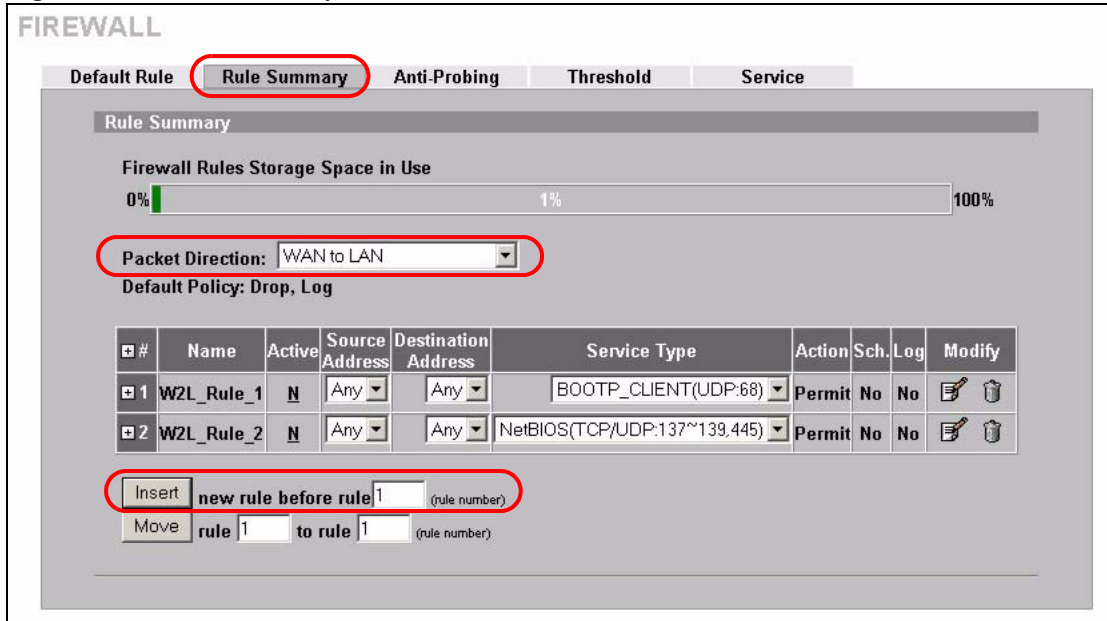 FIREWALL
Default Rule Rule Summary Anti-Probing Threshold Service
Rule Summary
Firewall Rules Storage Space in Use
0% 1% 100%
Packet Direction: WAN to LAN
Default Policy: Drop, Log
# Name Active Source Address Destination Address Service Type Action Sch. Log Modify
1 W2L_Rule_1 N Any Any BOOTP_CLIENT(UDP:68) Permit No No
2 W2L_Rule_2 N Any Any NetBIOS(TCP/UDP:137~139,445) Permit No No
Insert new rule before rule 1 (rule number)
Move rule 1 to rule 1 (rule number)